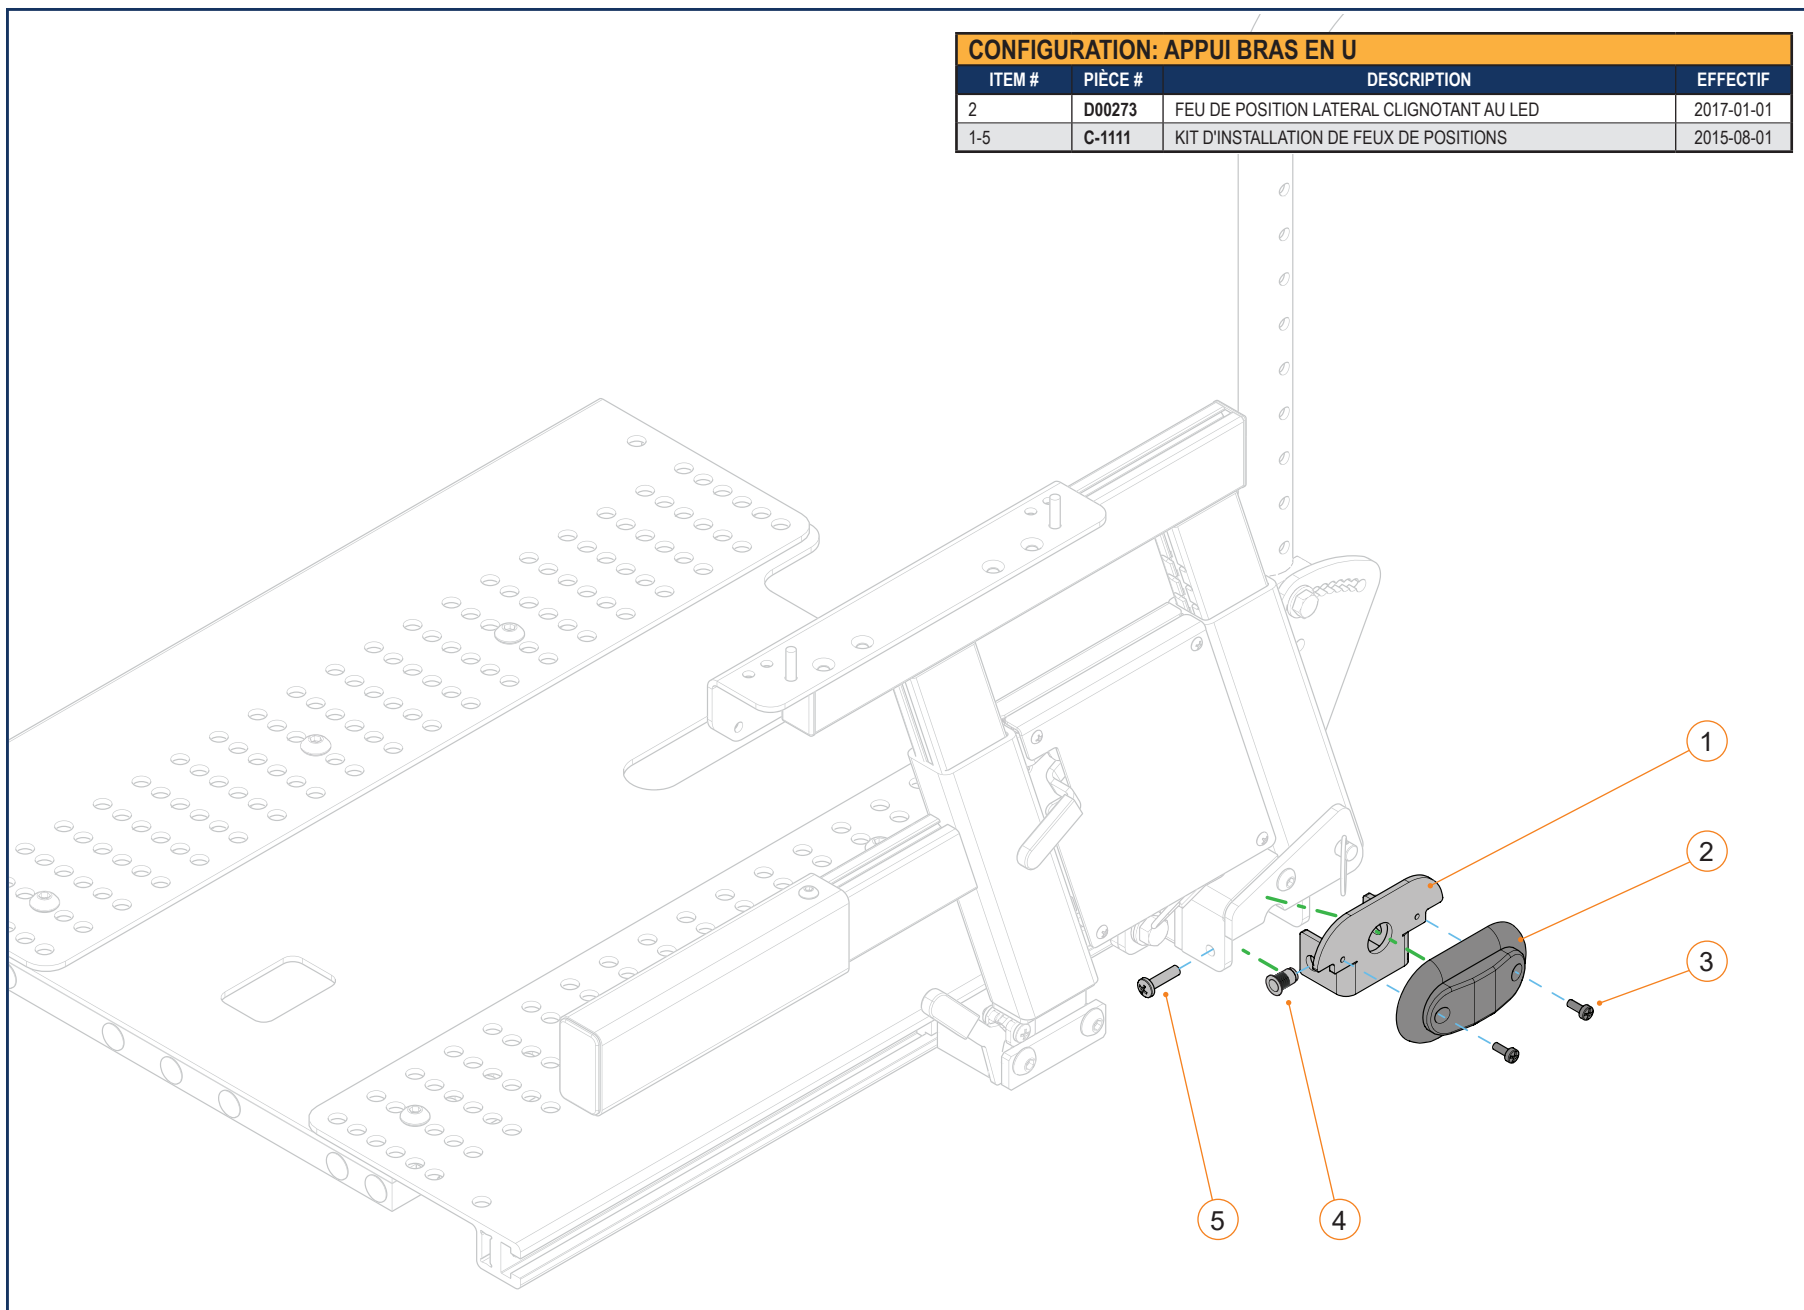 CONFIGURATION: APPUI BRAS EN U
ITEM # PIÈCE # DESCRIPTION EFFECTIF
2 D00273 FEU DE POSITION LATERAL CLIGNOTANT AU LED 2017-01-01
1-5 C-1111 KIT D'INSTALLATION DE FEUX DE POSITIONS 2015-08-01
1
2
3
5 4